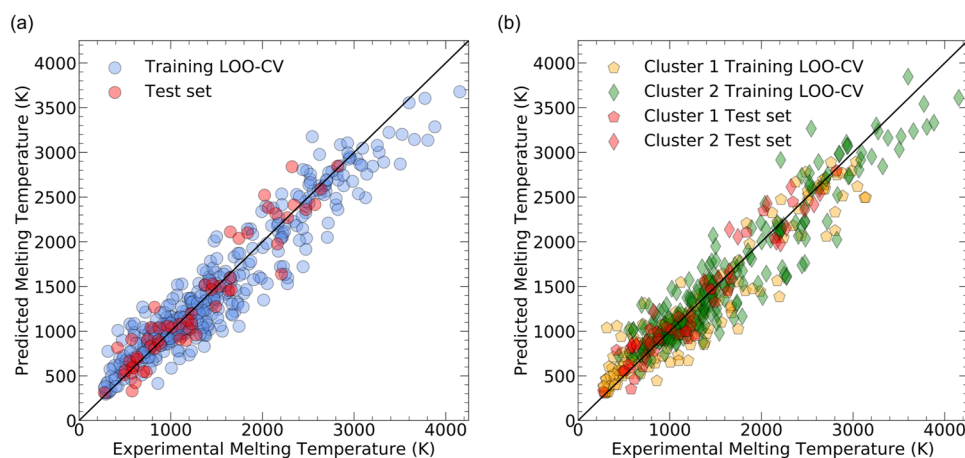 (a)
Predicted Melting Temperature (K)
4000
3500
3000
2500
2000
1500
1000
500
0
Training LOO-CV
Test set
0 1000 2000 3000 4000
Experimental Melting Temperature (K)
(b)
Predicted Melting Temperature (K)
4000
3500
3000
2500
2000
1500
1000
500
0
Cluster 1 Training LOO-CV
Cluster 2 Training LOO-CV
Cluster 1 Test set
Cluster 2 Test set
0 1000 2000 3000 4000
Experimental Melting Temperature (K)